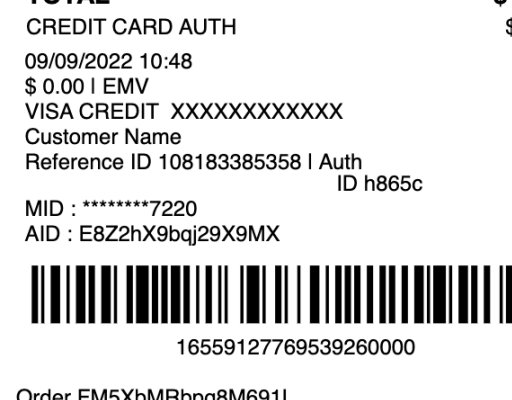 TOTAL $
CREDIT CARD AUTH $
09/09/2022 10:48
$ 0.00 | EMV
VISA CREDIT XXXXXXXXXXXX
Customer Name
Reference ID 108183385358 | Auth
ID h865c
MID : ********7220
AID : E8Z2hX9bqj29X9MX
16559127769539260000
Order